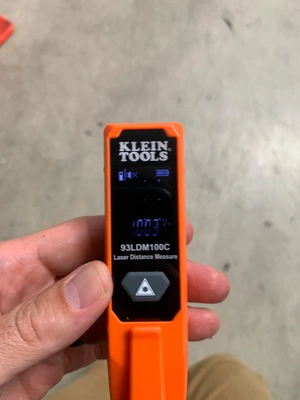 KLEIN
TOOLS®
93LDM100C
Laser Distance Measure